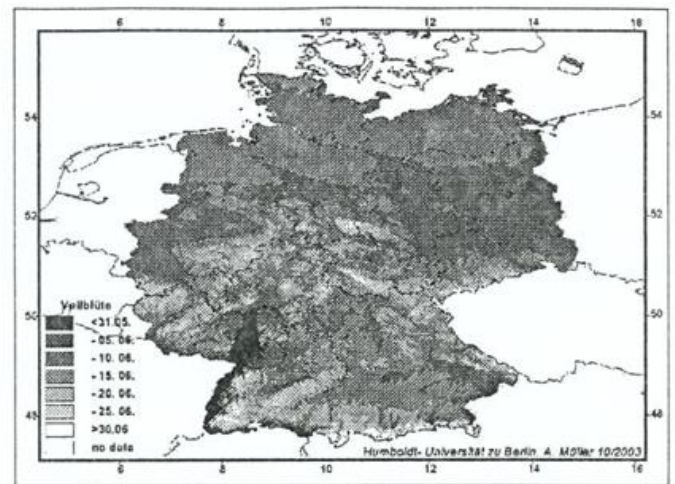 6 8 10 12 14 16
54 54
52 52
50 50
48 48
Vollblüte
<31.05.
- 05. 06.
- 10. 06.
- 15. 06.
- 20. 06.
- 25. 06.
>30.06
no data
Humboldt- Universität zu Berlin, A. Müller 10/2003
6 8 10 12 14 16